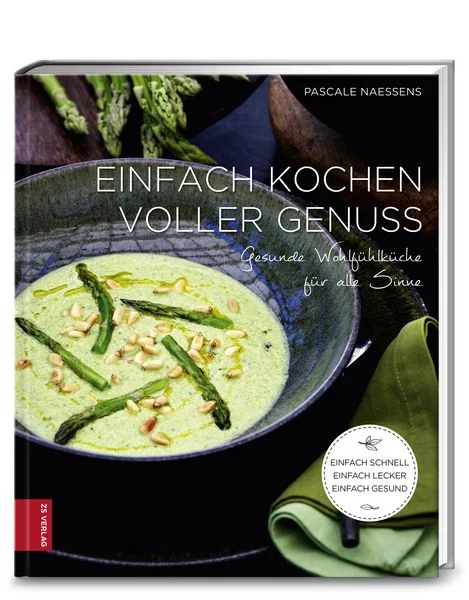 PASCALE NAESSENS
EINFACH KOCHEN
VOLLER GENUSS
Gesunde Wohlfühlküche
für alle Sinne
EINFACH SCHNELL
EINFACH LECKER
EINFACH GESUND
ZS VERLAG